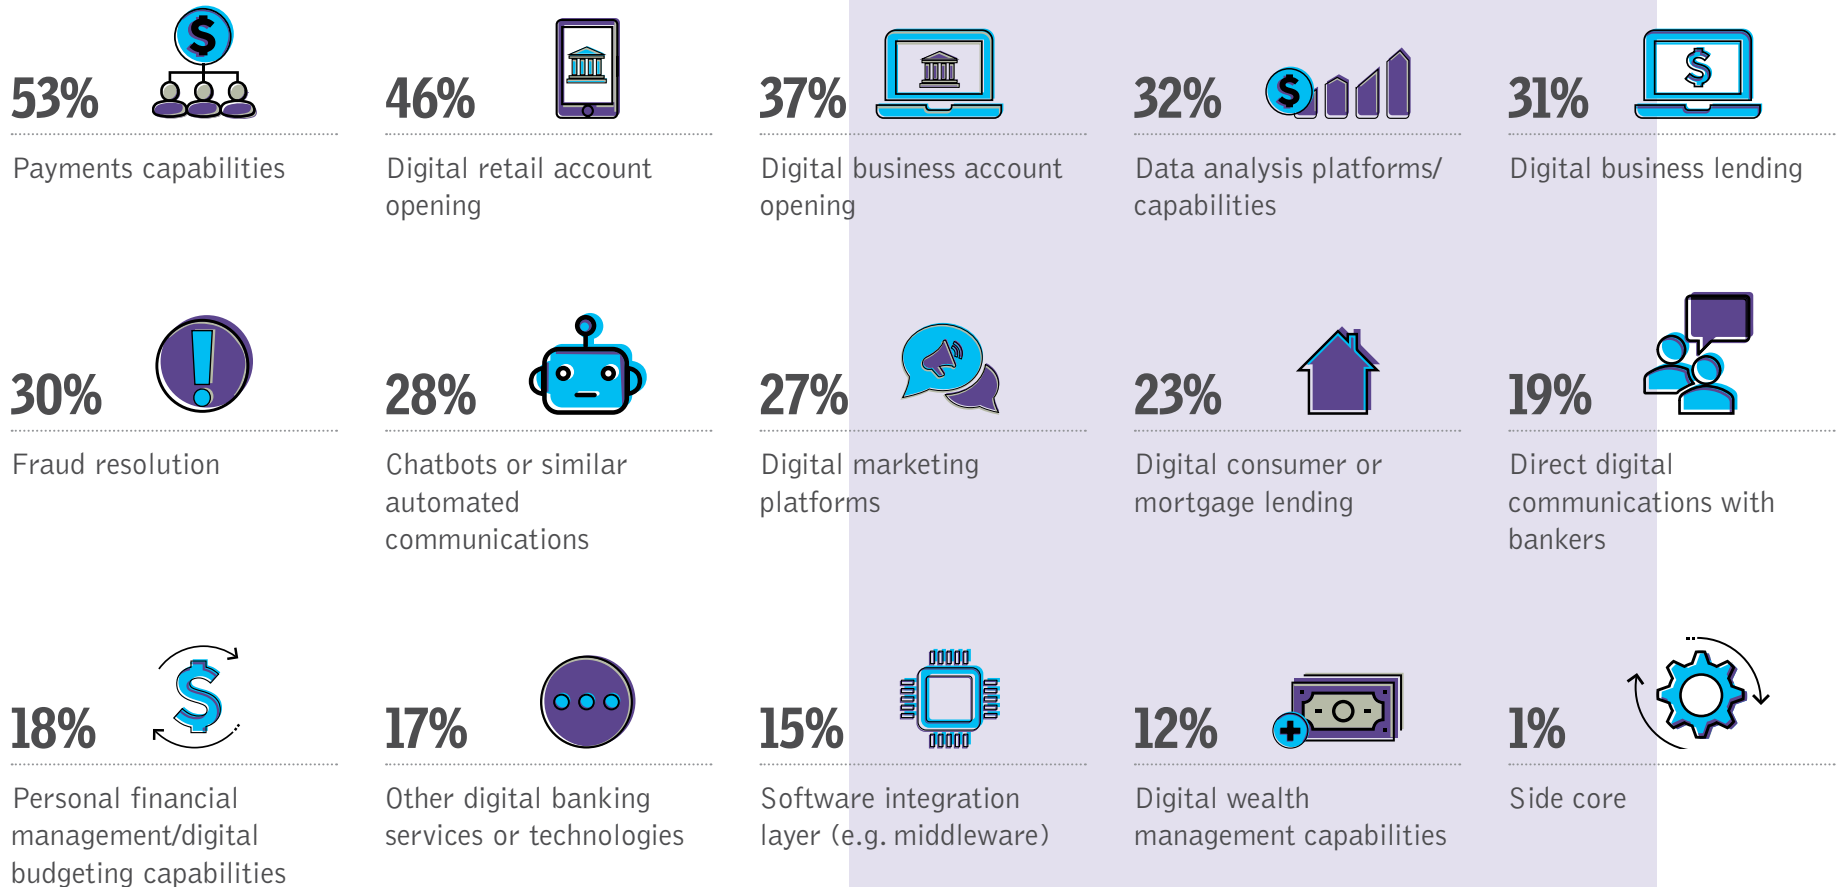 53%
Payments capabilities
46%
Digital retail account
opening
37%
Digital business account
opening
32%
Data analysis platforms/
capabilities
31%
Digital business lending
30%
Fraud resolution
28%
Chatbots or similar
automated
communications
27%
Digital marketing
platforms
23%
Digital consumer or
mortgage lending
19%
Direct digital
communications with
bankers
18%
Personal financial
management/digital
budgeting capabilities
17%
Other digital banking
services or technologies
15%
Software integration
layer (e.g. middleware)
12%
Digital wealth
management capabilities
1%
Side core